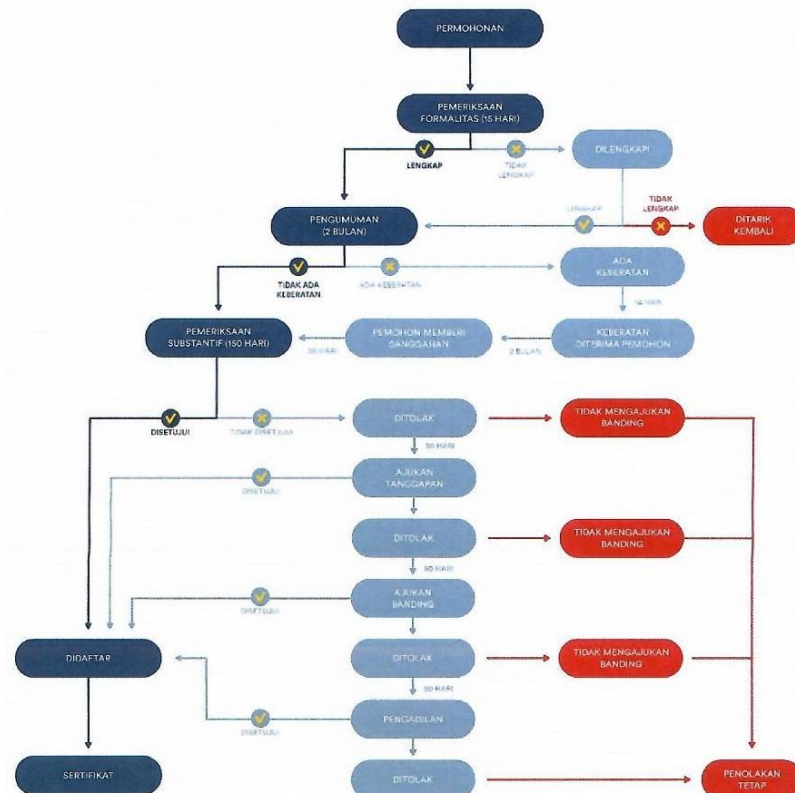 PERMOHONAN
PEMERIKSAAN
FORMALITAS (15 HARI)
LENGKAP
TIDAK
LENGKAP
DILENGKAPI
PENGUMUMAN
(2 BULAN)
LENGKAP
TIDAK
LENGKAP
DITARIK
KEMBALI
TIDAK ADA
KEBERATAN
ADA KEBERATAN
ADA
KEBERATAN
14 HARI
PEMERIKSAAN
SUBSTANTIF (150 HARI)
PEMOHON MEMBERI
SANGGAHAN
2 BULAN
KEBERATAN
DITERIMA PEMOHON
DISETUJUI
TIDAK DISETUJUI
DITOLAK
TIDAK MENGAJUKAN
BANDING
30 HARI
DISETUJUI
AJUKAN
TANGGAPAN
DITOLAK
TIDAK MENGAJUKAN
BANDING
90 HARI
DISETUJUI
AJUKAN
BANDING
DIDAFTAR
DITOLAK
TIDAK MENGAJUKAN
BANDING
90 HARI
DISETUJUI
PENGADILAN
SERTIFIKAT
DITOLAK
PENOLAKAN
TETAP